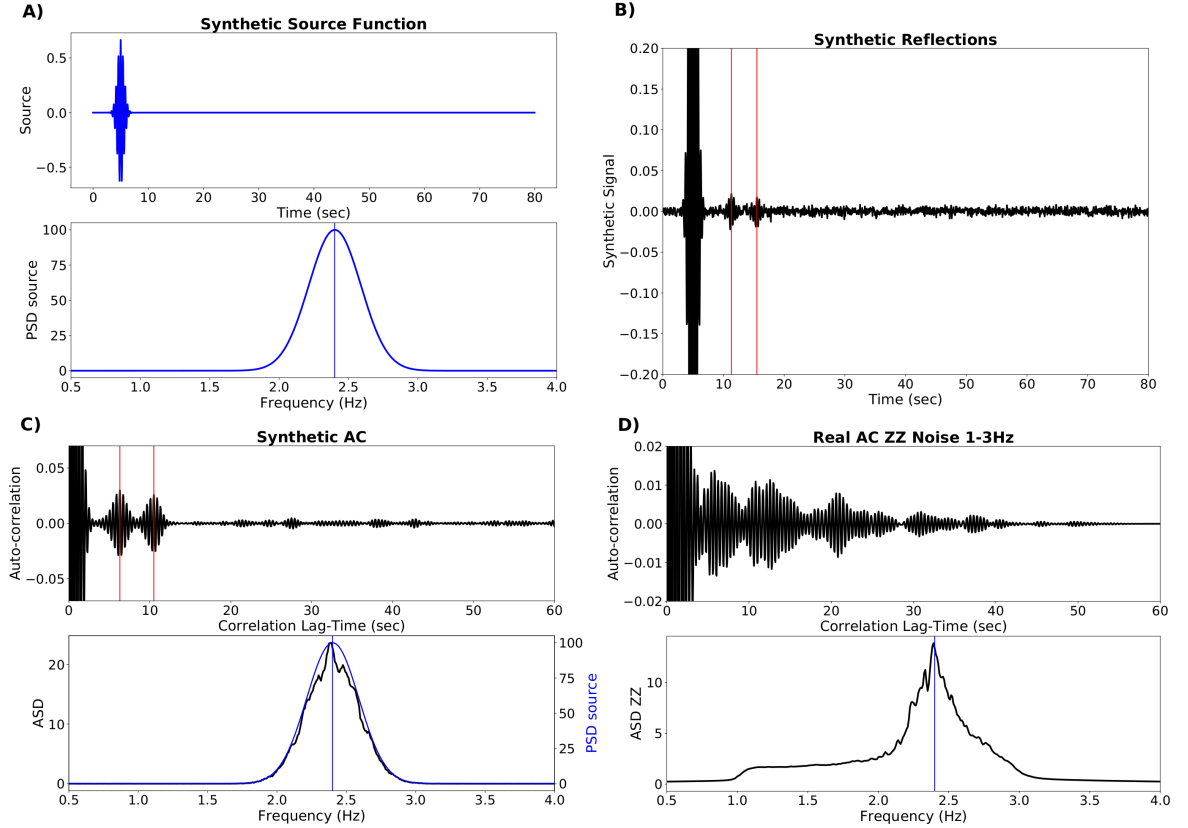 A)
Synthetic Source Function
0.5
0.0
−0.5
Source
0 10 20 30 40 50 60 70 80
Time (sec)
100
75
50
25
0
PSD source
0.5 1.0 1.5 2.0 2.5 3.0 3.5 4.0
Frequency (Hz)
B)
Synthetic Reflections
0.20
0.15
0.10
0.05
0.00
−0.05
−0.10
−0.15
−0.20
Synthetic Signal
0 10 20 30 40 50 60 70 80
Time (sec)
C)
Synthetic AC
0.05
0.00
−0.05
Auto-correlation
0 10 20 30 40 50 60
Correlation Lag-Time (sec)
20
10
0
ASD
100
75
50
25
0
PSD source
0.5 1.0 1.5 2.0 2.5 3.0 3.5 4.0
Frequency (Hz)
D)
Real AC ZZ Noise 1-3Hz
0.02
0.01
0.00
−0.01
−0.02
Auto-correlation
0 10 20 30 40 50 60
Correlation Lag-Time (sec)
10
5
0
ASD ZZ
0.5 1.0 1.5 2.0 2.5 3.0 3.5 4.0
Frequency (Hz)